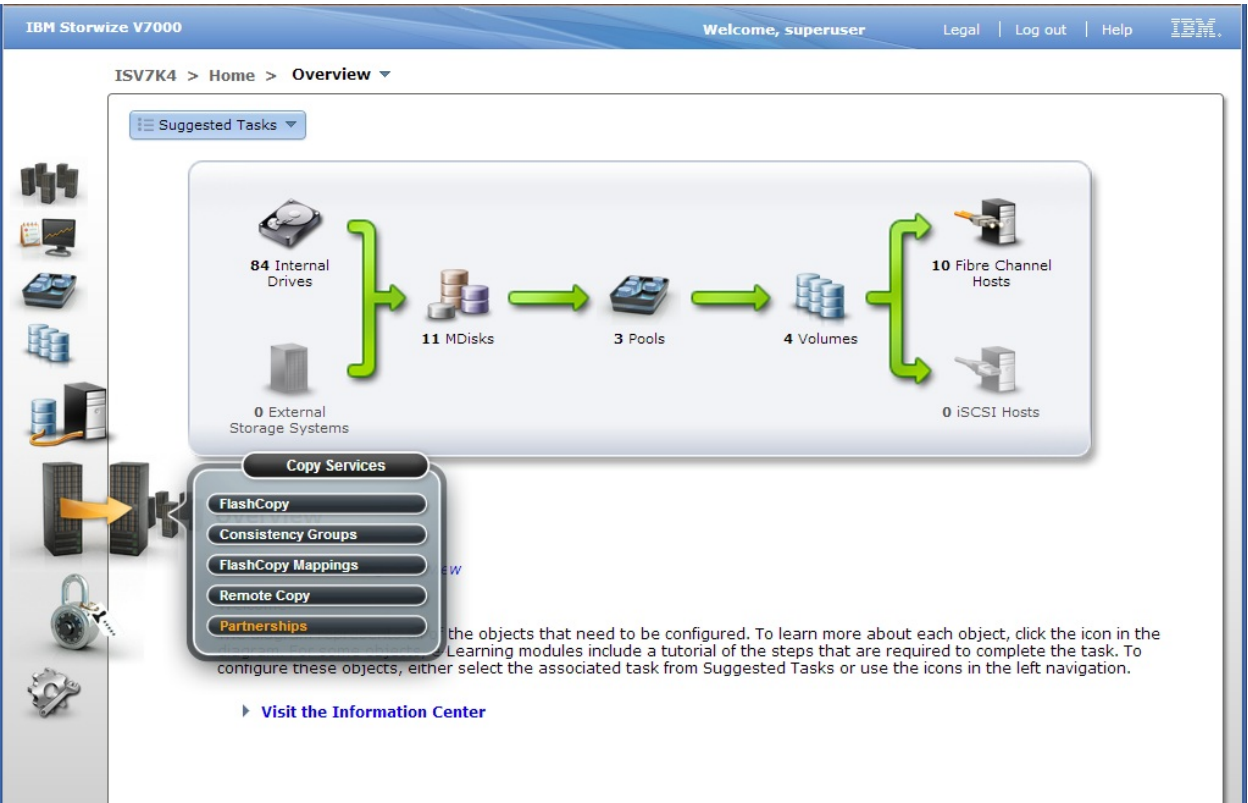 IBM Storwize V7000
Welcome, superuser
Legal | Log out | Help
IBM.
ISV7K4 > Home > Overview
Suggested Tasks
84 Internal
Drives
0 External
Storage Systems
11 MDisks
3 Pools
4 Volumes
10 Fibre Channel
Hosts
0 iSCSI Hosts
Copy Services
FlashCopy
Overview
Consistency Groups
FlashCopy Mappings
Remote Copy
Partnerships
the objects that need to be configured. To learn more about each object, click the icon in the
diagram. For some objects, e-Learning modules include a tutorial of the steps that are required to complete the task. To
configure these objects, either select the associated task from Suggested Tasks or use the icons in the left navigation.
Visit the Information Center